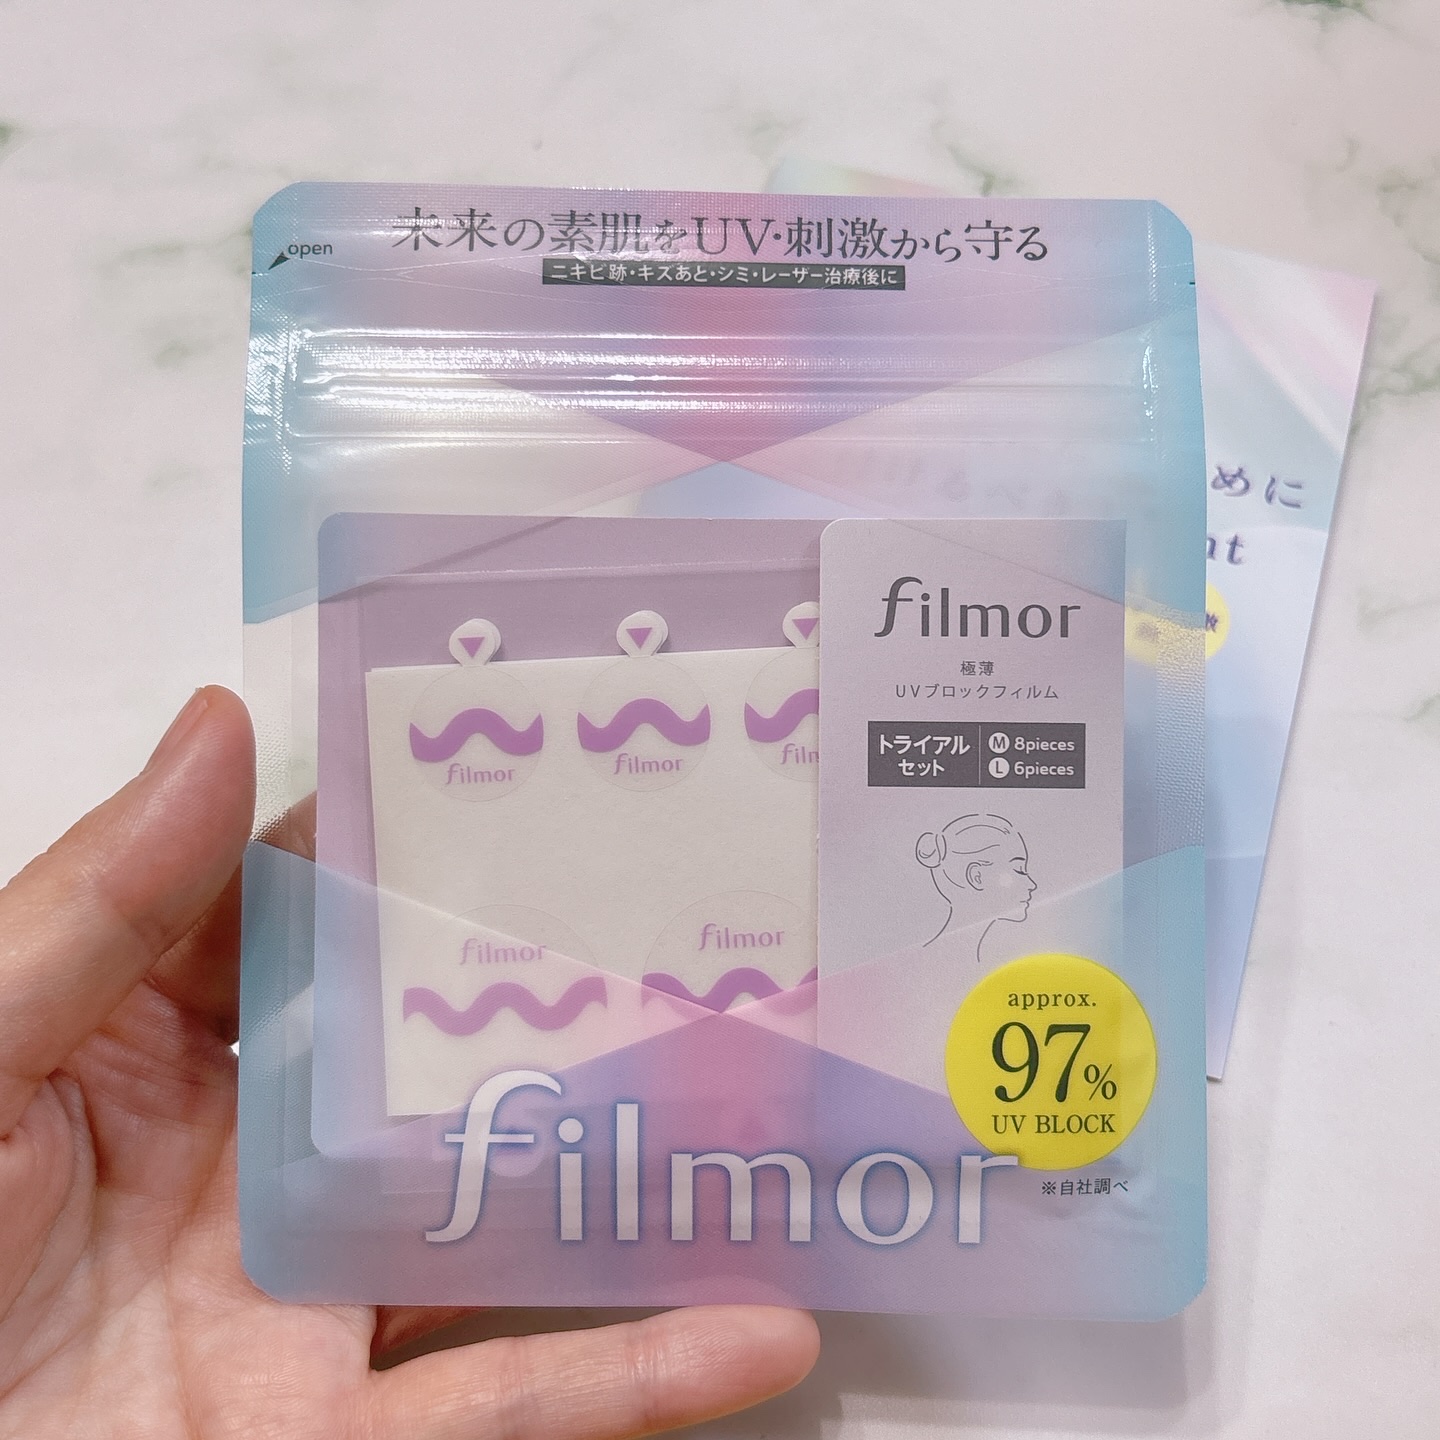 未来の素肌をUV・刺激から守る
open
ニキビ跡・キズあと・シミ・レーザー治療後に
めに
nt
filmor
極薄
UVブロックフィルム
トライアルセット
M 8pieces
L 6pieces
filmor
filmor
film
filmor
filmor
approx.
97%
UV BLOCK
filmor
※自社調べ